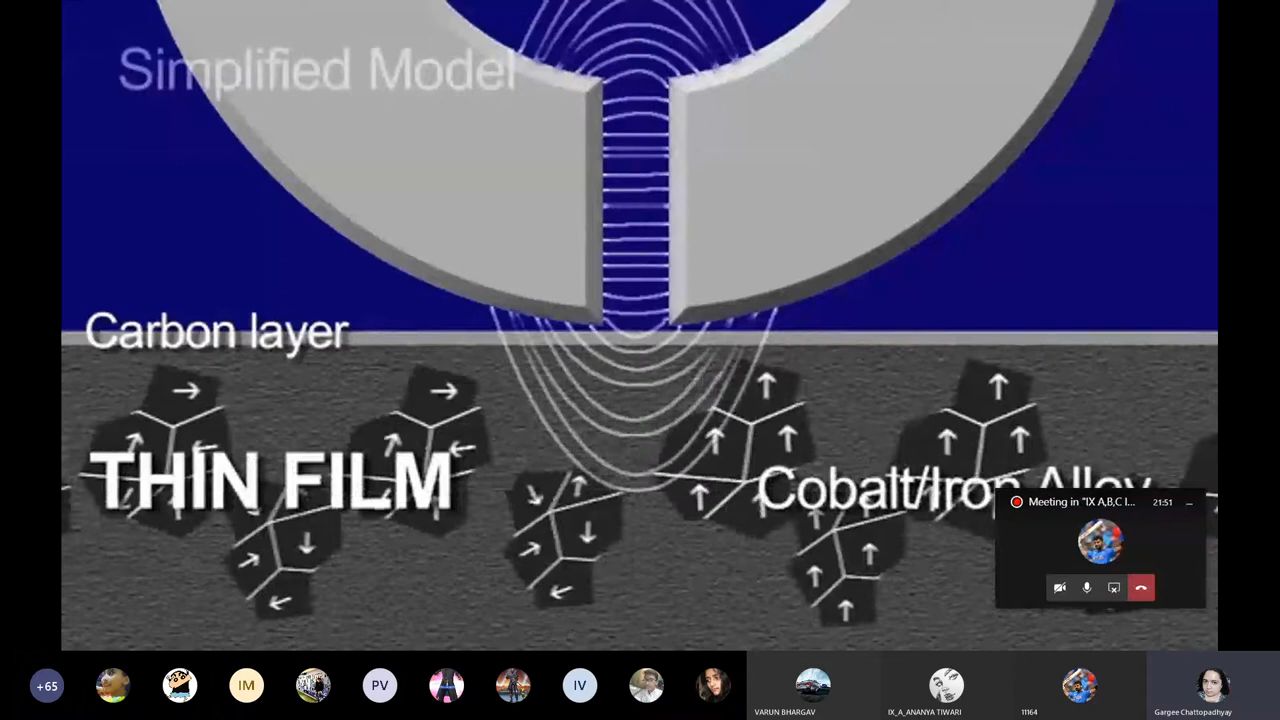 Simplified Model
Carbon layer
THIN FILM
Cobalt/Iron Alloy
Meeting in "IX A,B,C I... 21:51
+65
IM
PV
IV
VARUN BHARGAV
IX_A_ANANYA TIWARI
11164
Gargee Chattopadhyay